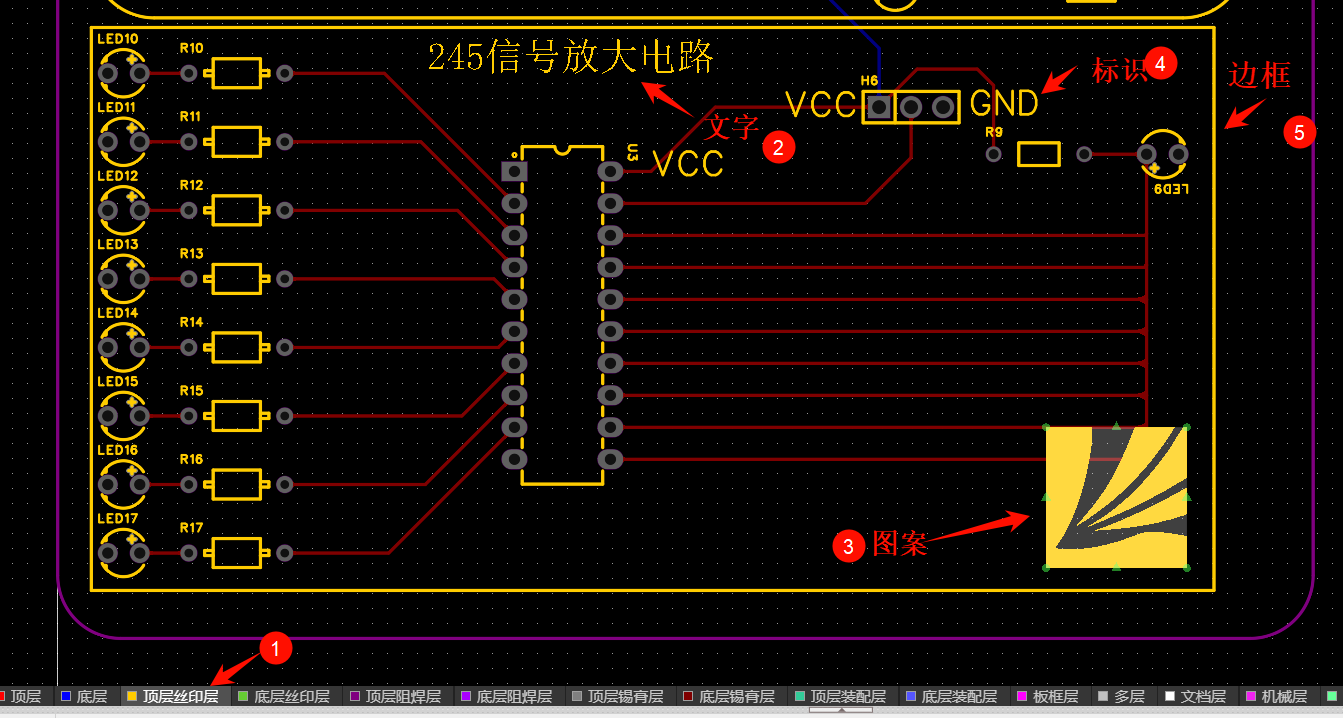 LED10
R10
245信号放大电路
标识 4
边框
H6
VCC
GND
LED11
R11
文字 2
R9
5
U3
VCC
LED12
R12
LED9
LED13
R13
LED14
R14
LED15
R15
LED16
R16
LED17
R17
3 图案
1
顶层 底层 顶层丝印层 底层丝印层 顶层阻焊层 底层阻焊层 顶层锡膏层 底层锡膏层 顶层装配层 底层装配层 板框层 多层 文档层 机械层